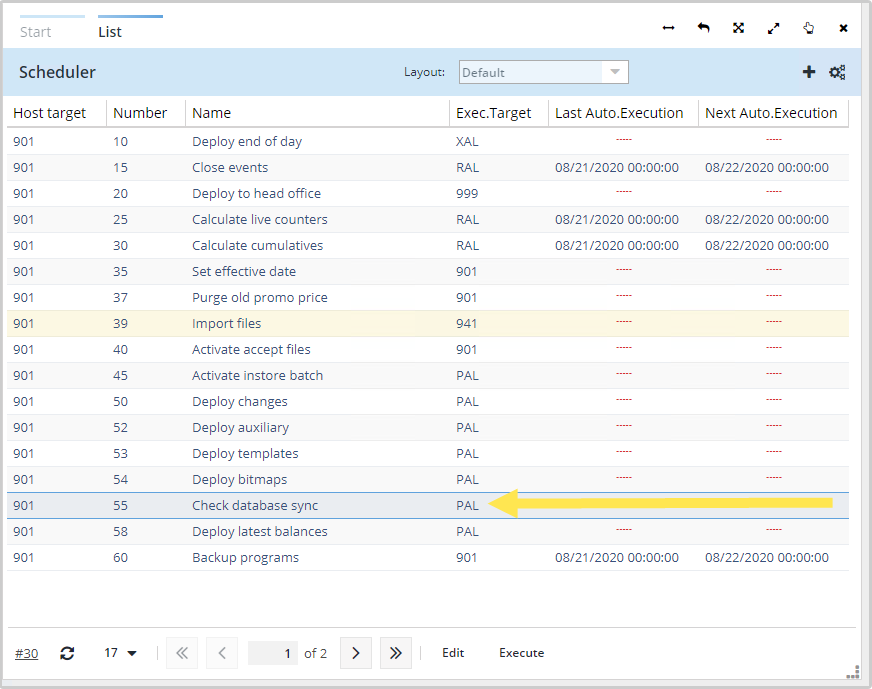 Start List
Scheduler Layout: Default
Host target Number Name Exec.Target Last Auto.Execution Next Auto.Execution
901 10 Deploy end of day XAL ----- -----
901 15 Close events RAL 08/21/2020 00:00:00 08/22/2020 00:00:00
901 20 Deploy to head office 999 ----- -----
901 25 Calculate live counters RAL 08/21/2020 00:00:00 08/22/2020 00:00:00
901 30 Calculate cumulatives RAL 08/21/2020 00:00:00 08/22/2020 00:00:00
901 35 Set effective date 901 ----- -----
901 37 Purge old promo price 901 ----- -----
901 39 Import files 941 ----- -----
901 40 Activate accept files 901 ----- -----
901 45 Activate instore batch PAL ----- -----
901 50 Deploy changes PAL ----- -----
901 52 Deploy auxiliary PAL ----- -----
901 53 Deploy templates PAL ----- -----
901 54 Deploy bitmaps PAL ----- -----
901 55 Check database sync PAL
901 58 Deploy latest balances PAL ----- -----
901 60 Backup programs 901 08/21/2020 00:00:00 08/22/2020 00:00:00
#30 17 1 of 2 Edit Execute